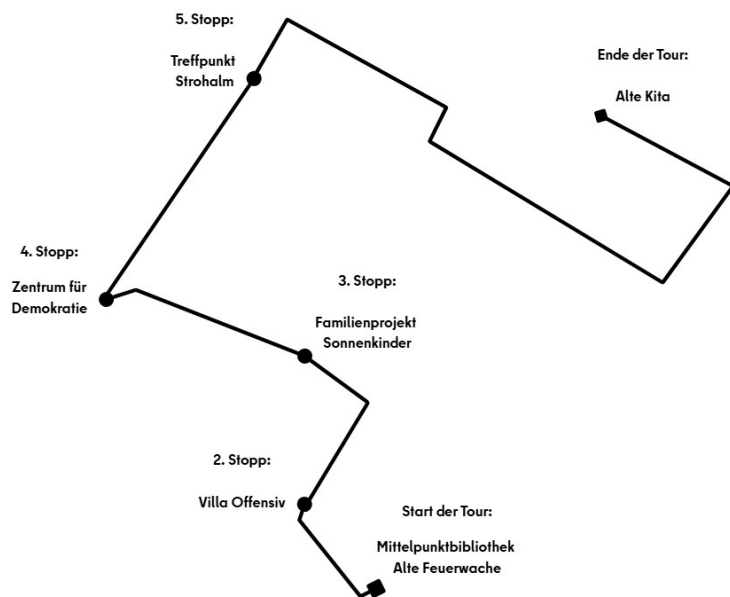 5. Stopp:
Treffpunkt
Strohalm
Ende der Tour:
Alte Kita
4. Stopp:
Zentrum für
Demokratie
3. Stopp:
Familienprojekt
Sonnenkinder
2. Stopp:
Villa Offensiv
Start der Tour:
Mittelpunktbibliothek
Alte Feuerwache